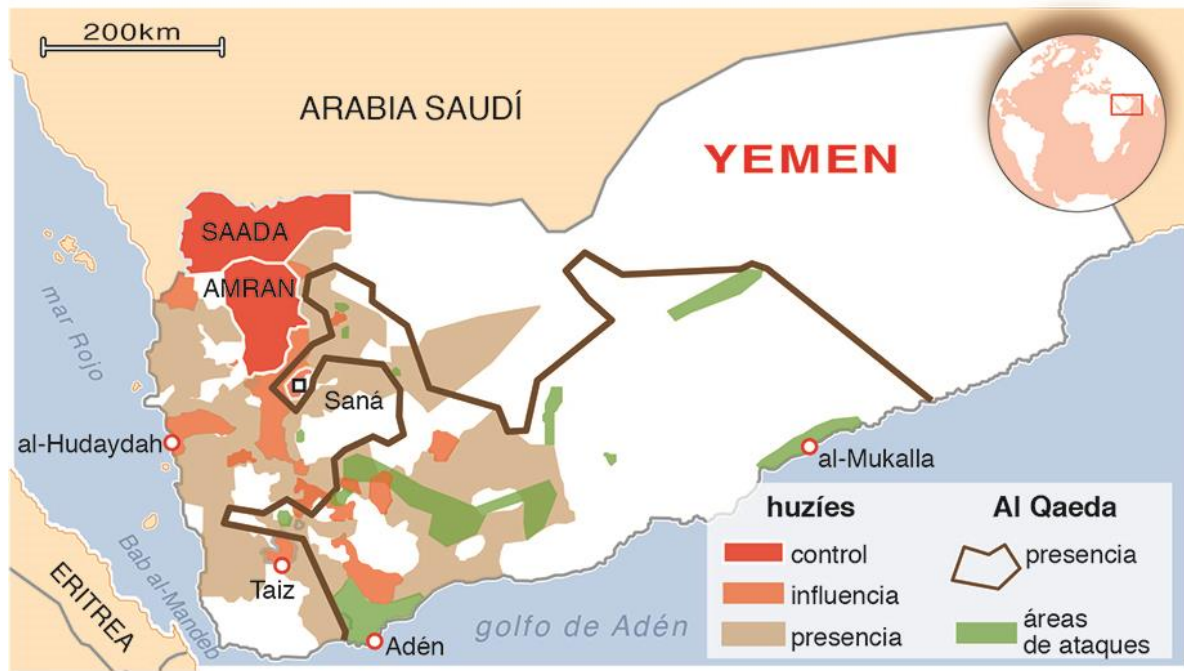 200km
ARABIA SAUDÍ
YEMEN
SAADA
AMRAN
mar Rojo
Saná
al-Hudaydah
al-Mukalla
Bab al-Mandeb
ERITREA
Taiz
Adén
golfo de Adén
huzíes
control
influencia
presencia
Al Qaeda
presencia
áreas
de ataques